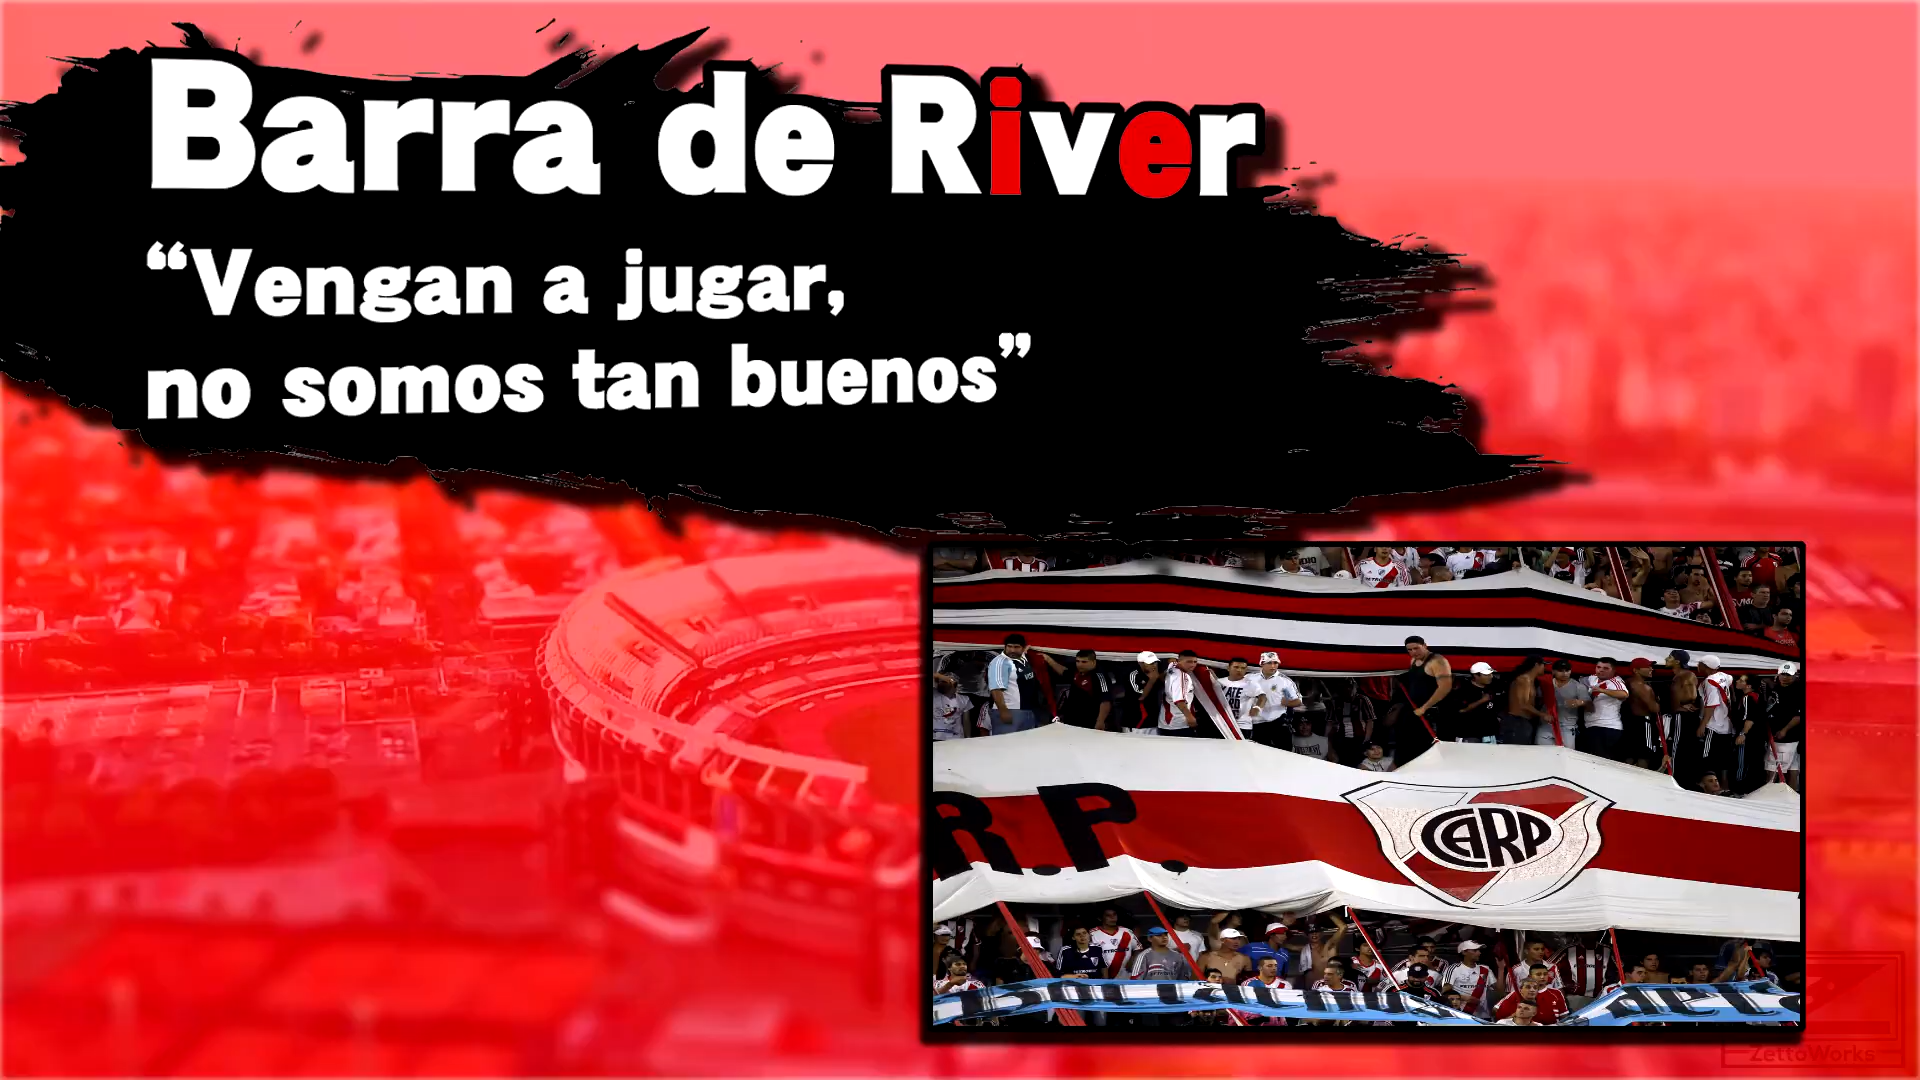 Barra de River
“Vengan a jugar,
no somos tan buenos”
R.P.
CARP
ZettoWorks